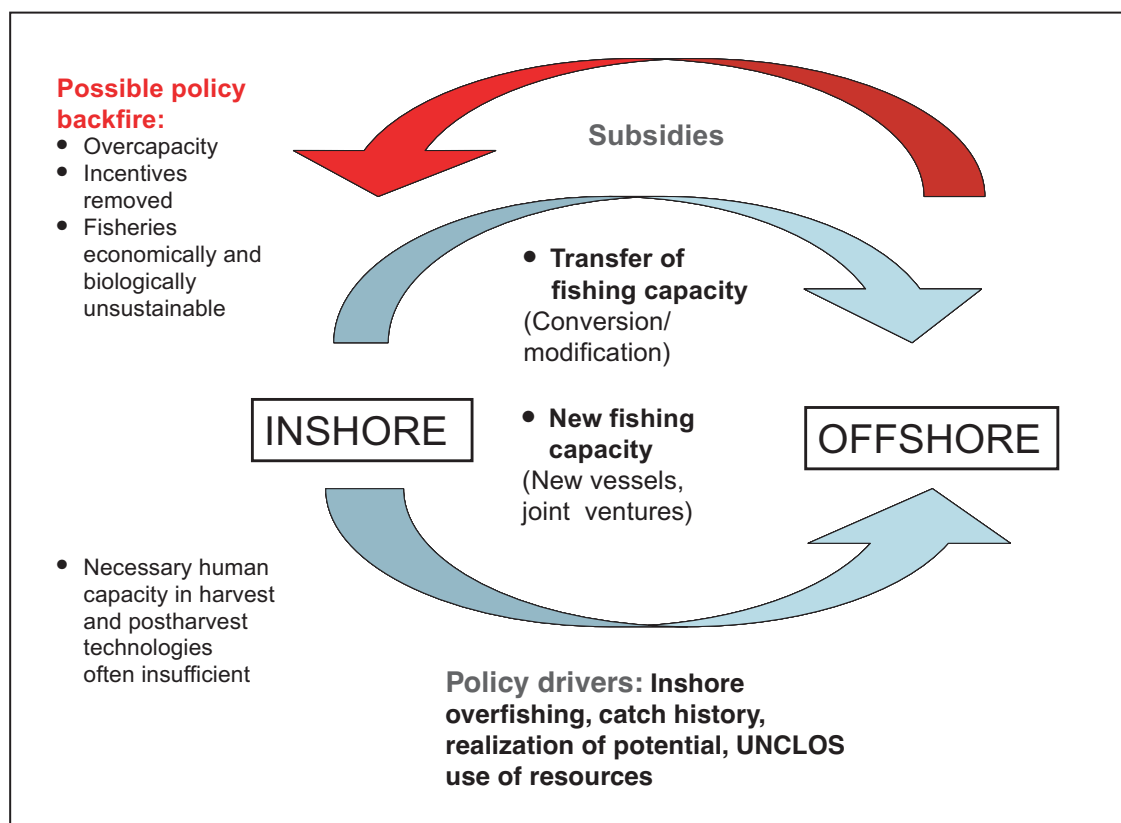 Possible policy
backfire:
• Overcapacity
• Incentives
removed
• Fisheries
economically and
biologically
unsustainable
Subsidies
• Transfer of
fishing capacity
(Conversion/
modification)
INSHORE
• New fishing
capacity
(New vessels,
joint ventures)
OFFSHORE
• Necessary human
capacity in harvest
and postharvest
technologies
often insufficient
Policy drivers: Inshore
overfishing, catch history,
realization of potential, UNCLOS
use of resources